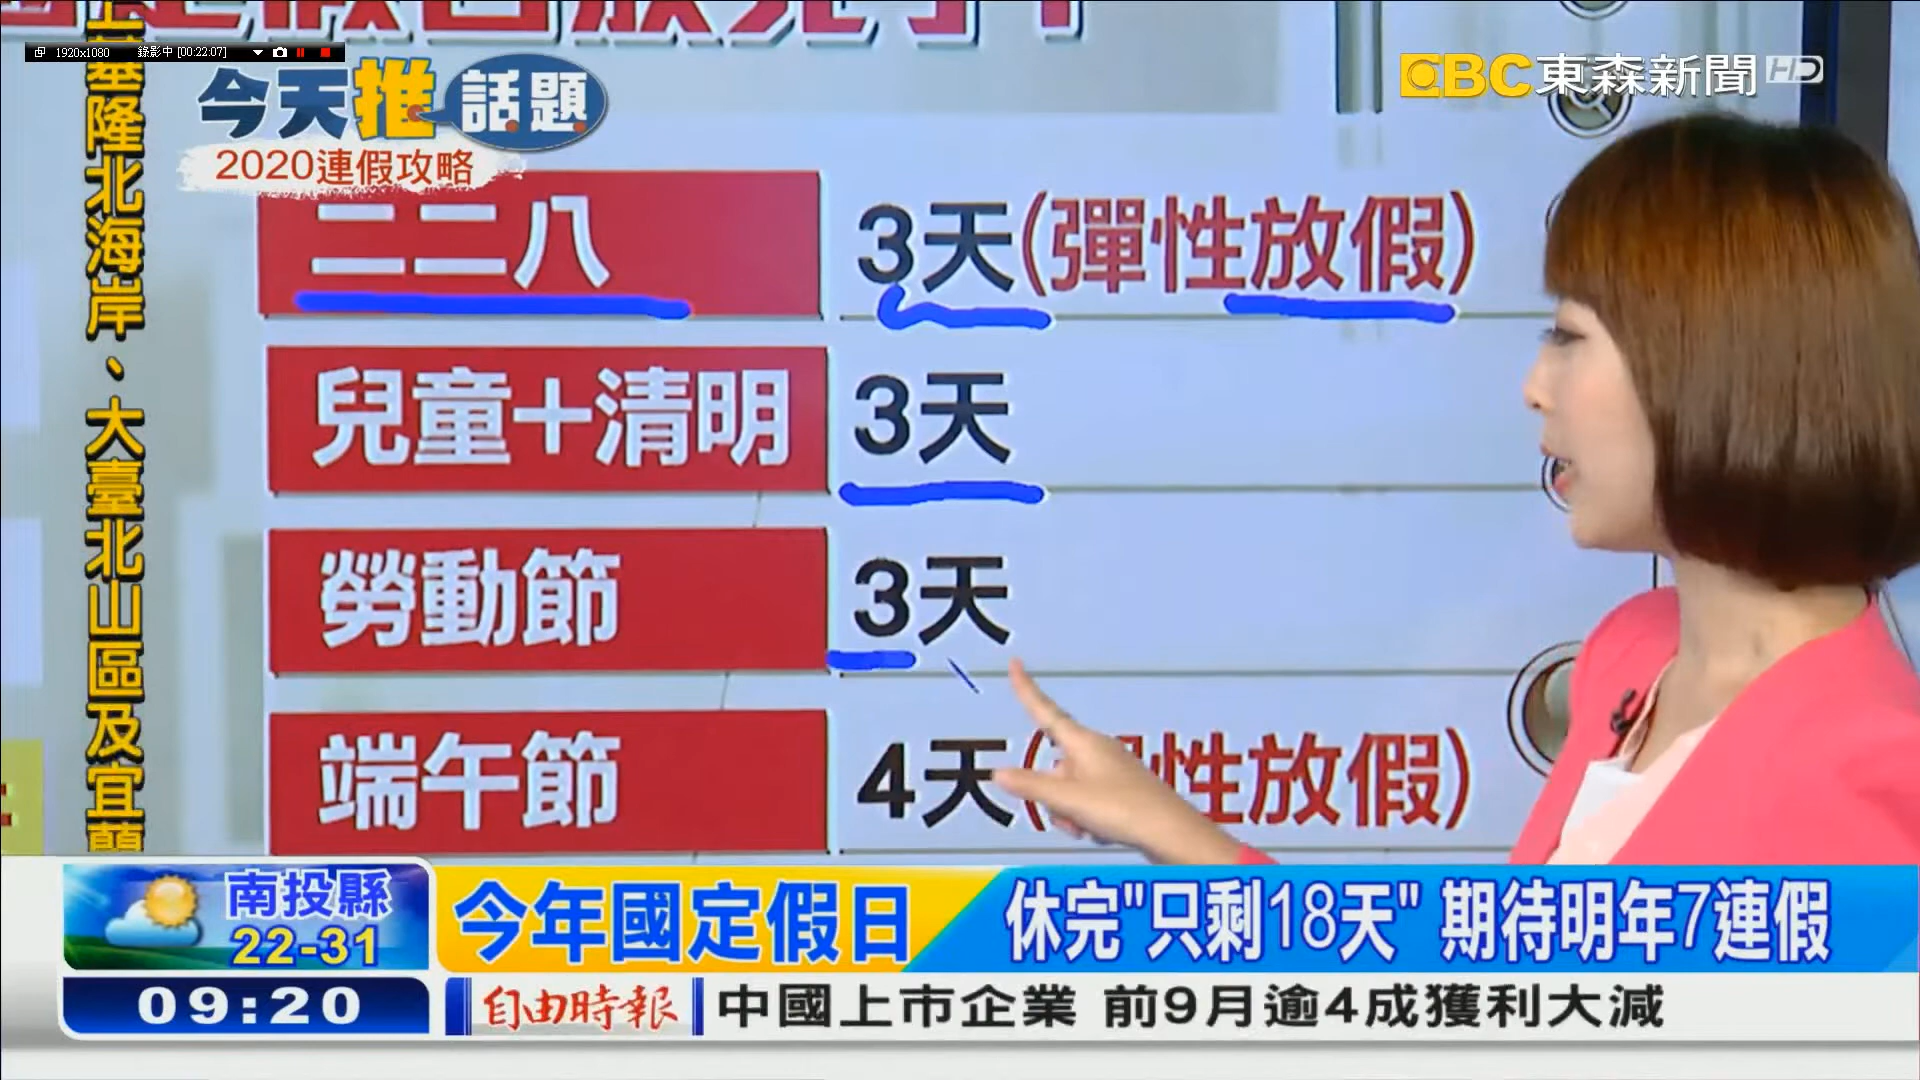 1920x1080 錄影中 [00:22:07]
今天推話題
2020連假攻略
EBC東森新聞HD
基隆北海岸、大臺北山區及宜蘭
二二八 3天(彈性放假)
兒童+清明 3天
勞動節 3天
端午節 4天(彈性放假)
南投縣
22-31
今年國定假日 休完"只剩18天" 期待明年7連假
09:20 自由時報 中國上市企業 前9月逾4成獲利大減